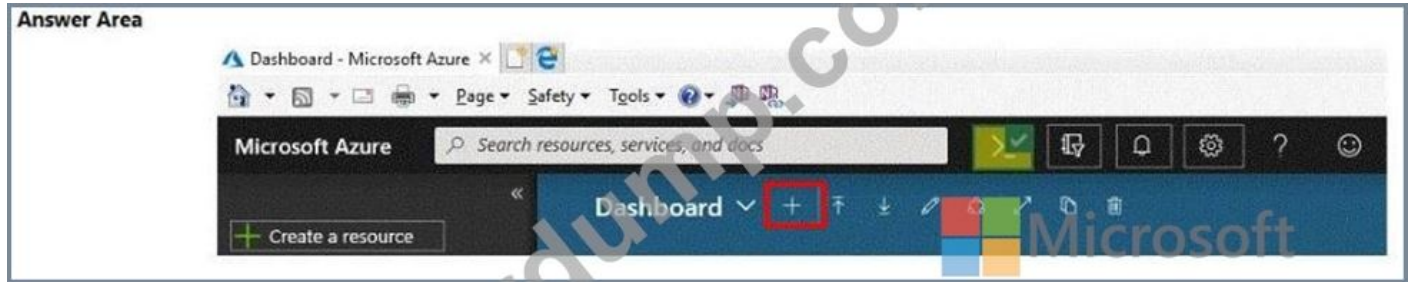 Answer Area
Dashboard - Microsoft Azure ×
Page Safety Tools
Microsoft Azure Search resources, services, and docs >_ ?
« Dashboard +
+ Create a resource
Microsoft